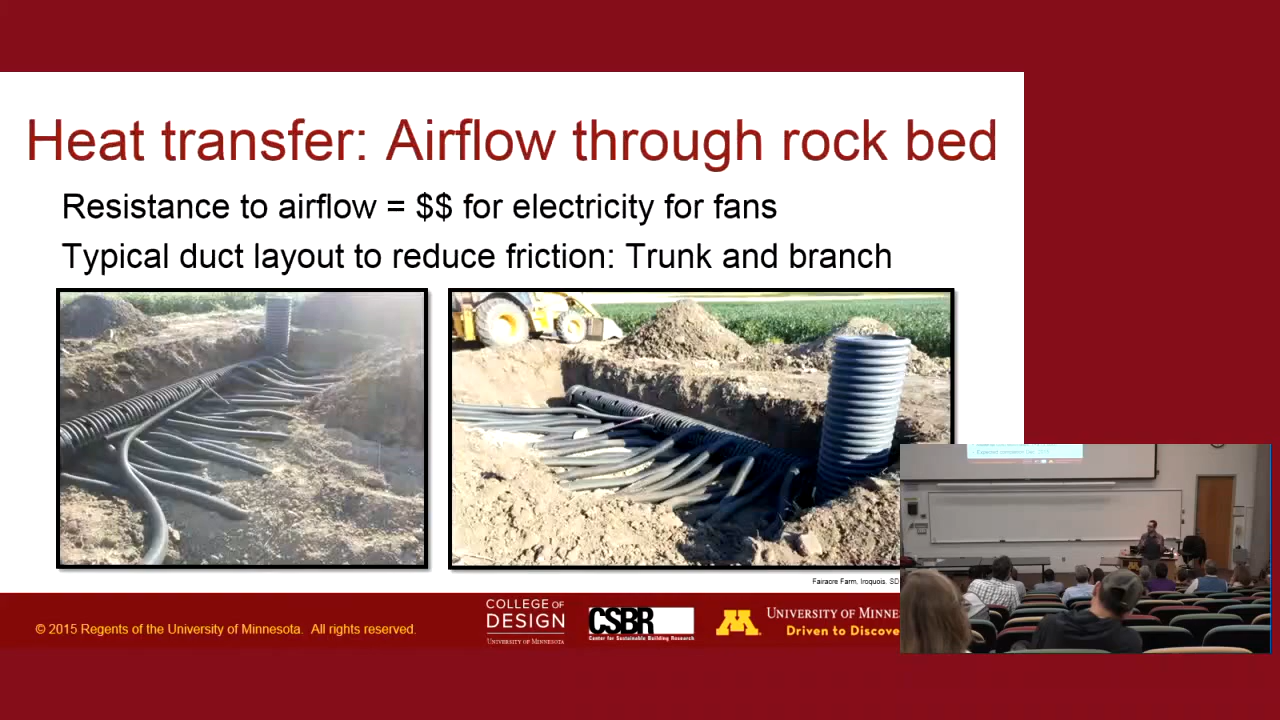 Heat transfer: Airflow through rock bed
Resistance to airflow = $$ for electricity for fans
Typical duct layout to reduce friction: Trunk and branch
Fairacre Farm, Iroquois, SD
© 2015 Regents of the University of Minnesota. All rights reserved.
COLLEGE OF
DESIGN
UNIVERSITY OF MINNESOTA
CSBR
Center for Sustainable Building Research
M
UNIVERSITY OF MINNE
Driven to Discove